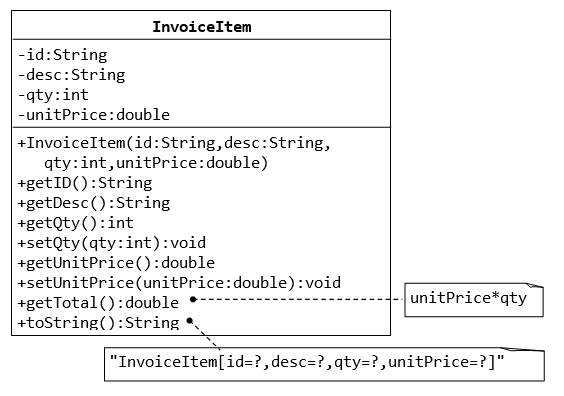 InvoiceItem
-id:String
-desc:String
-qty:int
-unitPrice:double
+InvoiceItem(id:String,desc:String,
qty:int,unitPrice:double)
+getID():String
+getDesc():String
+getQty():int
+setQty(qty:int):void
+getUnitPrice():double
+setUnitPrice(unitPrice:double):void
+getTotal():double
unitPrice*qty
+toString():String
"InvoiceItem[id=?,desc=?,qty=?,unitPrice=?]"